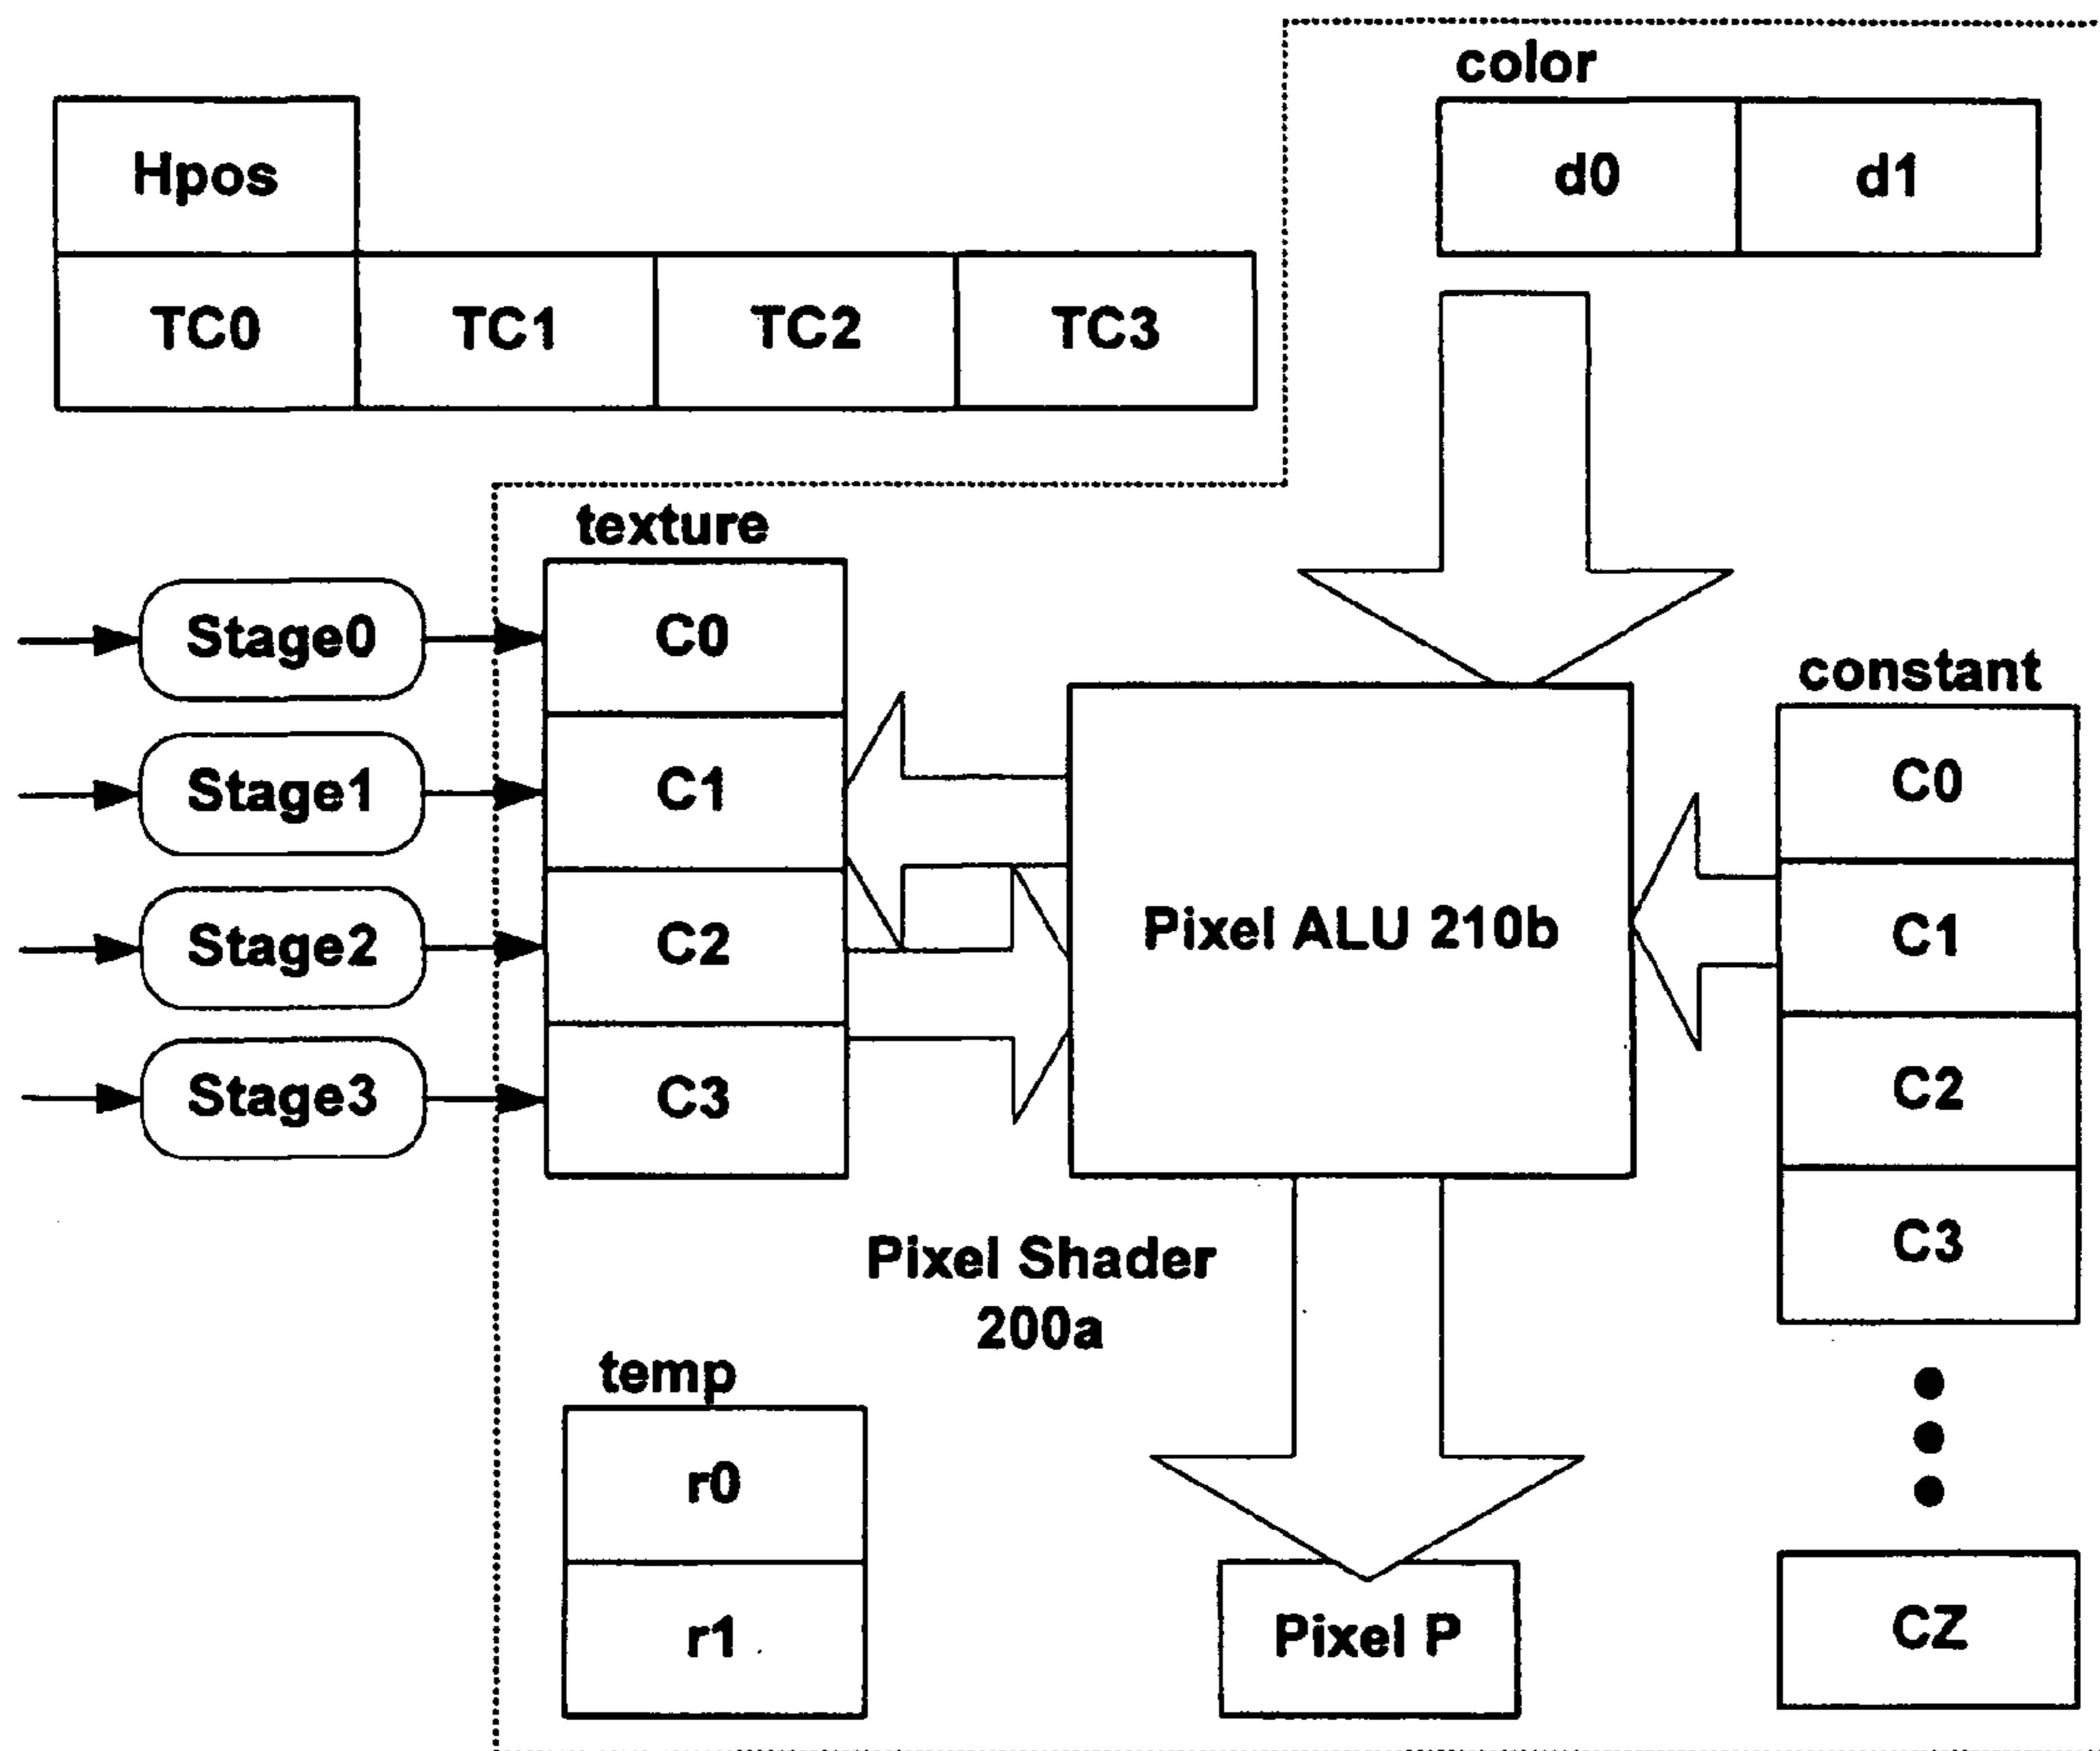 color
Hpos
d0
d1
TC0
TC1
TC2
TC3
texture
Stage0
C0
Stage1
C1
Stage2
C2
Stage3
C3
Pixel ALU 210b
constant
C0
C1
C2
C3
CZ
Pixel Shader
200a
temp
r0
r1
Pixel P